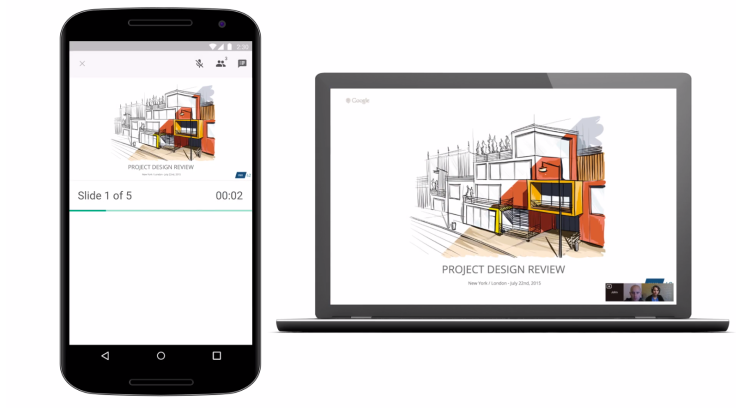 2:30
3
PROJECT DESIGN REVIEW
New York / London - July 22nd, 2015
Slide 1 of 5
00:02
Google
PROJECT DESIGN REVIEW
New York / London - July 22nd, 2015